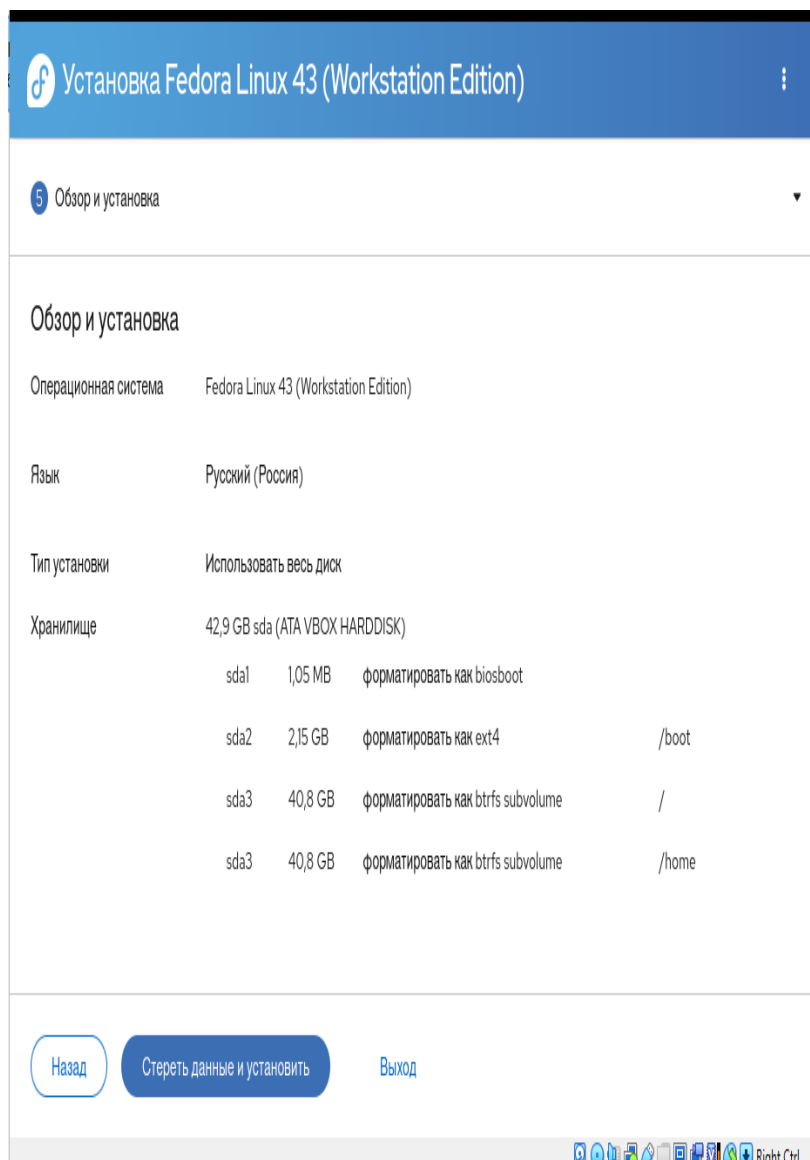 Установка Fedora Linux 43 (Workstation Edition)
5 Обзор и установка
Обзор и установка
Операционная система Fedora Linux 43 (Workstation Edition)
Язык Русский (Россия)
Тип установки Использовать весь диск
Хранилище 42,9 GB sda (ATA VBOX HARDDISK)
sda1 1,05 MB форматировать как biosboot
sda2 2,15 GB форматировать как ext4 /boot
sda3 40,8 GB форматировать как btrfs subvolume /
sda3 40,8 GB форматировать как btrfs subvolume /home
Назад Стереть данные и установить Выход
Right Ctrl